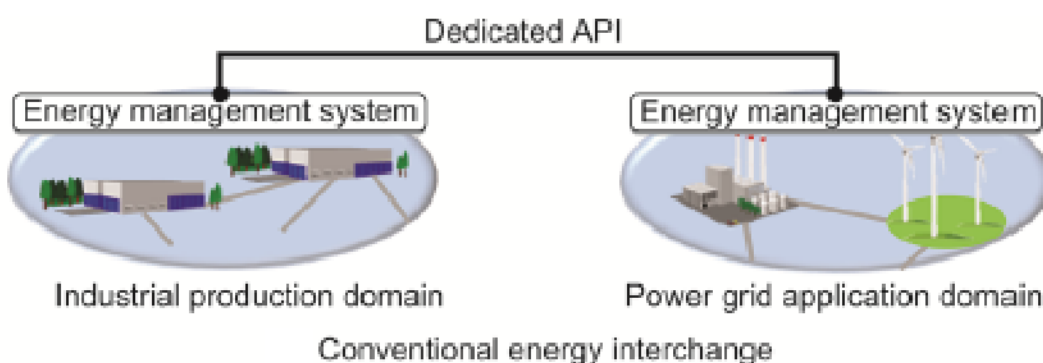 Dedicated API
Energy management system
Energy management system
Industrial production domain
Power grid application domain
Conventional energy interchange